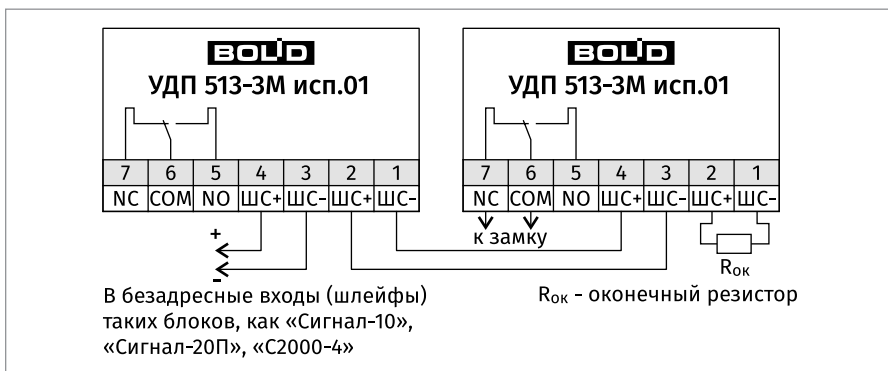 BOLID BOLID
УДП 513-3М исп.01 УДП 513-3М исп.01
7 6 5 4 3 2 1 7 6 5 4 3 2 1
NC COM NO ШС+ ШС- ШС+ ШС- NC COM NO ШС+ ШС- ШС+ ШС-
+
-
к замку
Rок
В безадресные входы (шлейфы)
таких блоков, как «Сигнал-10»,
«Сигнал-20П», «С2000-4»
Rок - оконечный резистор